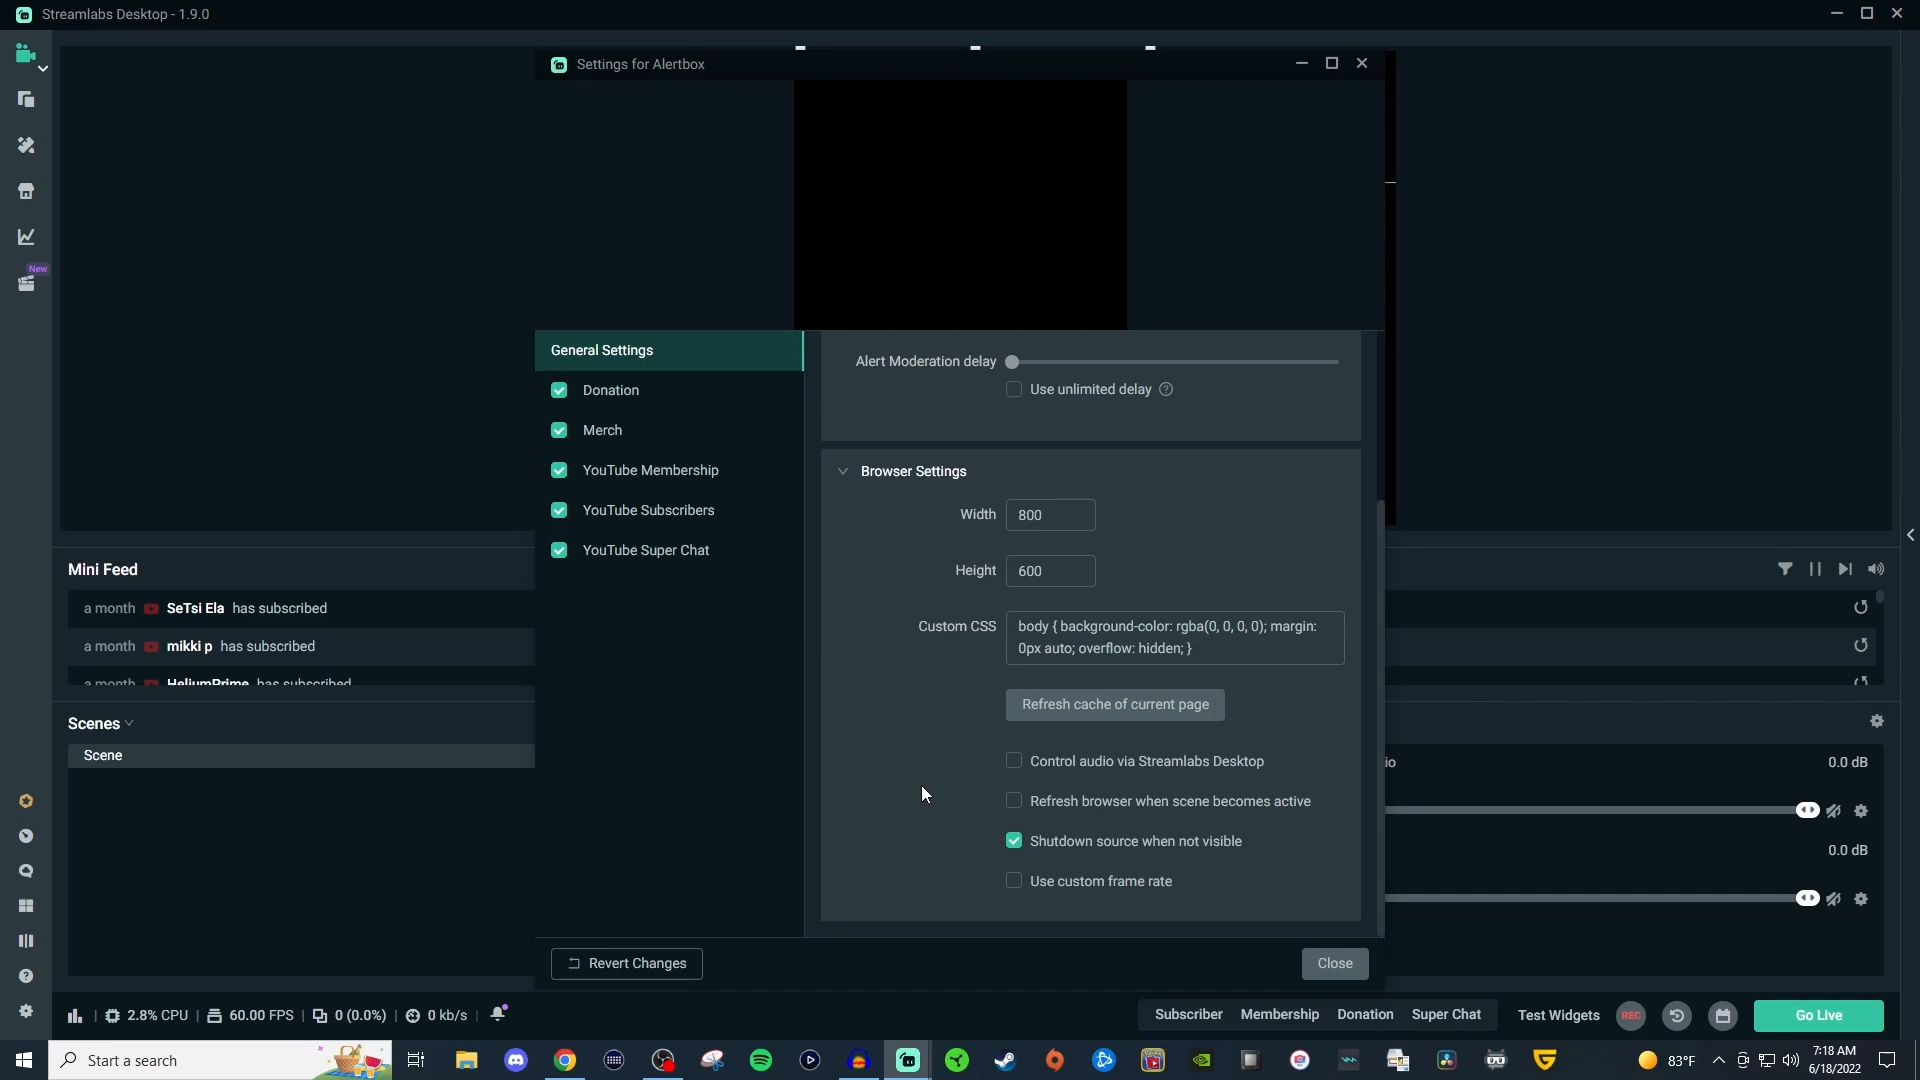 Streamlabs Desktop - 1.9.0
Settings for Alertbox
New
General Settings
Donation
Merch
YouTube Membership
YouTube Subscribers
YouTube Super Chat
Alert Moderation delay
Use unlimited delay
Browser Settings
Width 800
Height 600
Custom CSS body { background-color: rgba(0, 0, 0, 0); margin:
0px auto; overflow: hidden; }
Refresh cache of current page
Control audio via Streamlabs Desktop
Refresh browser when scene becomes active
Shutdown source when not visible
Use custom frame rate
Revert Changes
Close
Mini Feed
a month SeTsi Ela has subscribed
a month mikki p has subscribed
a month HeliumPrime has subscribed
Scenes
Scene
io 0.0 dB
0.0 dB
2.8% CPU 60.00 FPS 0 (0.0%) 0 kb/s
Subscriber Membership Donation Super Chat Test Widgets REC Go Live
Start a search
83°F
7:18 AM
6/18/2022